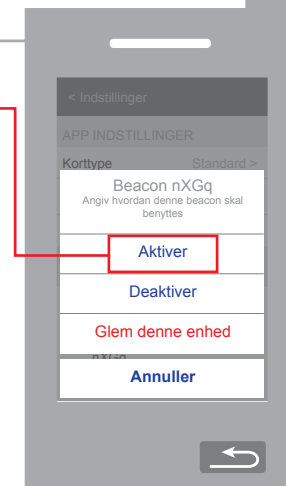 < Indstillinger
APP INDSTILLINGER
Korttype Standard >
Beacon nXGq
Angiv hvordan denne beacon skal
benyttes
Aktiver
Deaktiver
Glem denne enhed
nXGq
Annuller